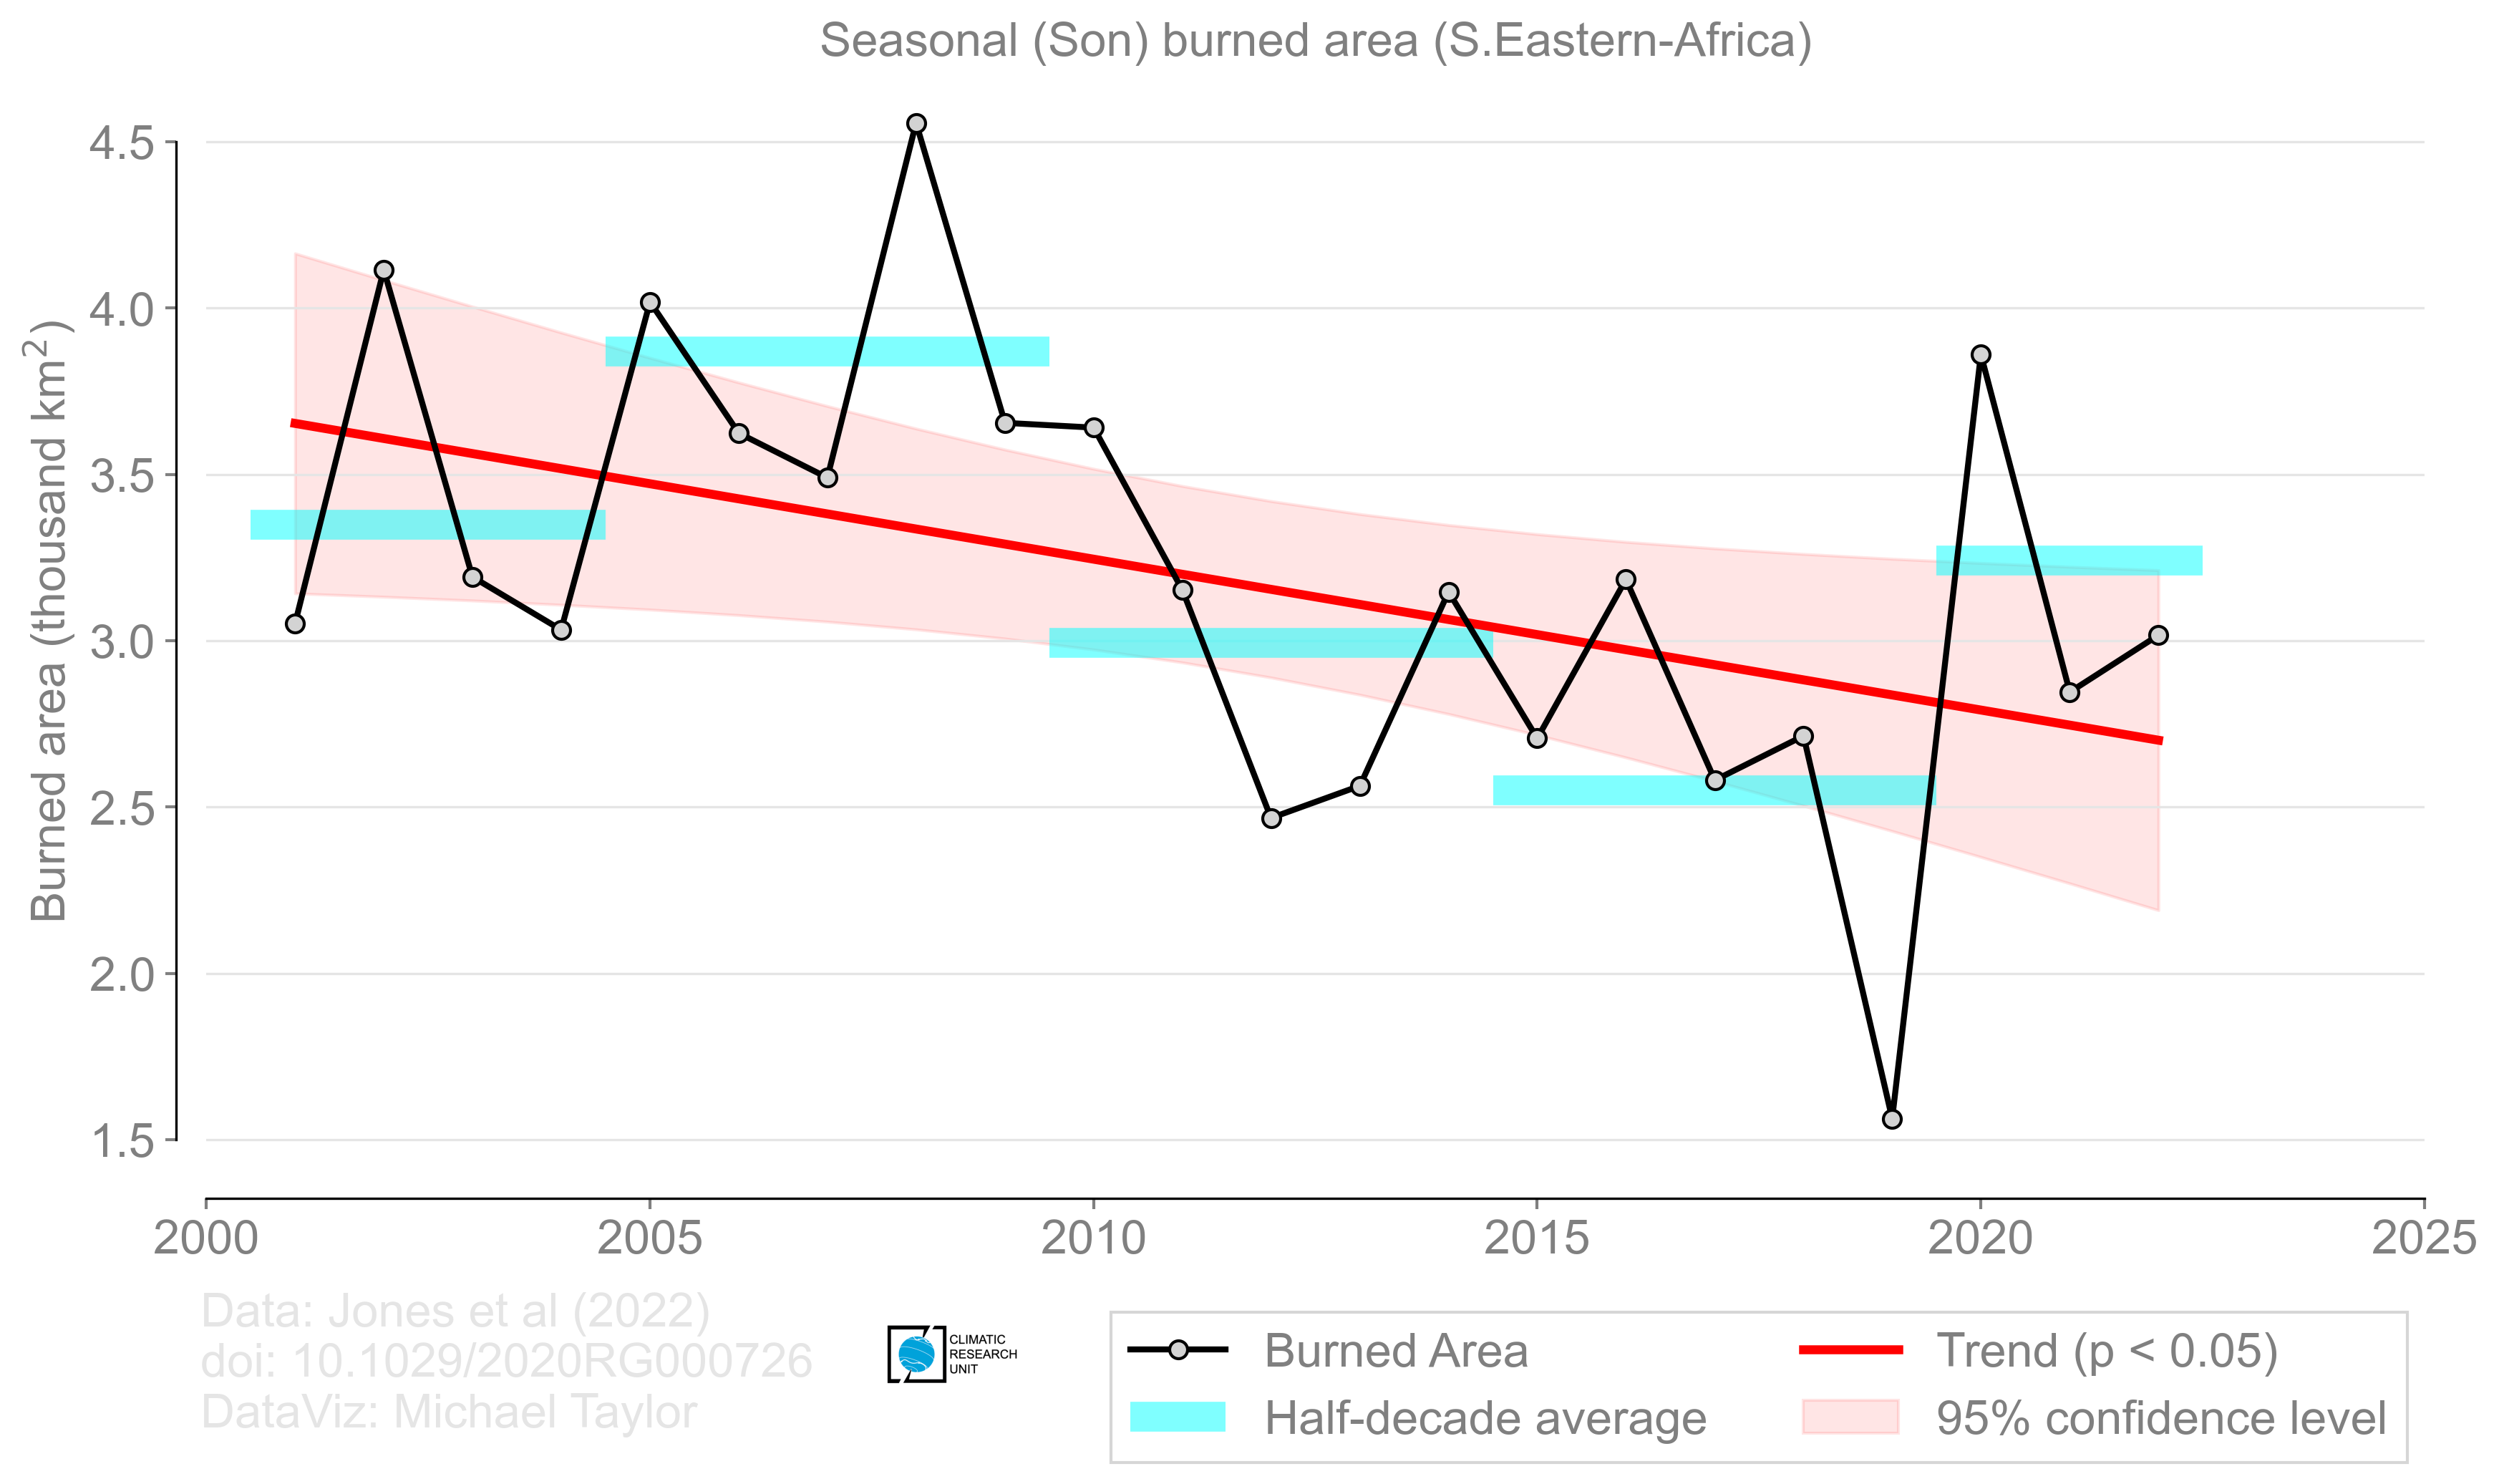 Seasonal (Son) burned area (S.Eastern-Africa)
Burned area (thousand km²)
4.5
4.0
3.5
3.0
2.5
2.0
1.5
2000 2005 2010 2015 2020 2025
Data: Jones et al (2022)
doi: 10.1029/2020RG000726
DataViz: Michael Taylor
CLIMATIC
RESEARCH
UNIT
Burned Area
Half-decade average
Trend (p < 0.05)
95% confidence level